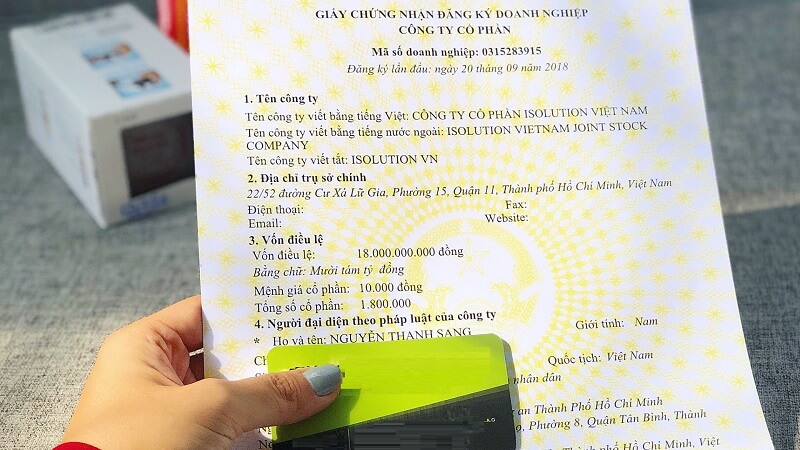 GIẤY CHỨNG NHẬN ĐĂNG KÝ DOANH NGHIỆP
CÔNG TY CỔ PHẦN
Mã số doanh nghiệp: 0315283915
Đăng ký lần đầu: ngày 20 tháng 09 năm 2018
1. Tên công ty
Tên công ty viết bằng tiếng Việt: CÔNG TY CỔ PHẦN ISOLUTION VIỆT NAM
Tên công ty viết bằng tiếng nước ngoài: ISOLUTION VIETNAM JOINT STOCK
COMPANY
Tên công ty viết tắt: ISOLUTION VN
2. Địa chỉ trụ sở chính
22/52 đường Cư Xá Lữ Gia, Phường 15, Quận 11, Thành phố Hồ Chí Minh, Việt Nam
Điện thoại: Fax:
Email: Website:
3. Vốn điều lệ
Vốn điều lệ: 18.000.000.000 đồng
Bằng chữ: Mười tám tỷ đồng
Mệnh giá cổ phần: 10.000 đồng
Tổng số cổ phần: 1.800.000
4. Người đại diện theo pháp luật của công ty
* Họ và tên: NGUYỄN THANH SANG Giới tính: Nam
Quốc tịch: Việt Nam
nhân dân
an Thành Phố Hồ Chí Minh
Phường 8, Quận Tân Bình, Thành
Thành phố Hồ Chí Minh, Việt